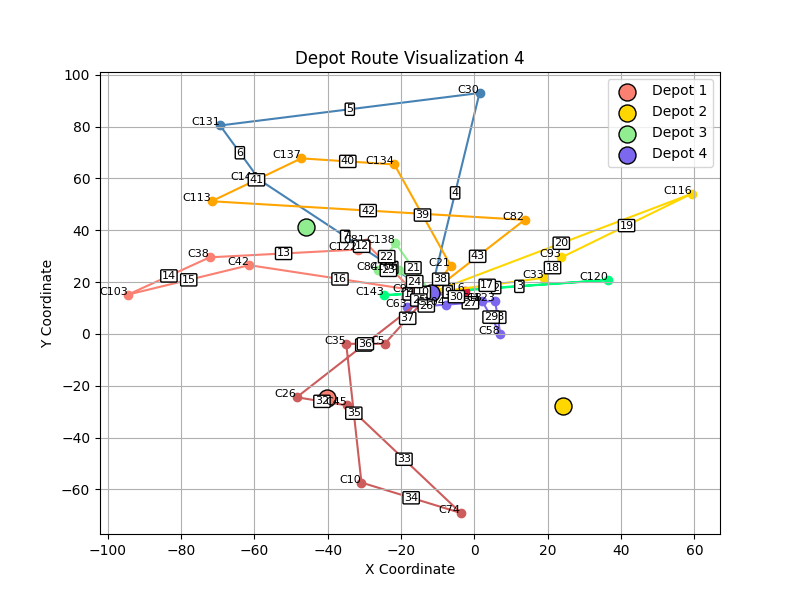 Depot Route Visualization 4
Depot 1
Depot 2
Depot 3
Depot 4
C30
C131
5
6
C137
40
C134
41
4
C116
C113
42
39
C82
19
43
20
C138
12
C38
13
22
C21
C93
18
C42
21
C33
C120
14
15
16
24
38
17
3
C103
C143
C63
30
27
26
37
C58
C35
36
C5
C26
32
35
33
C10
34
C74
100
80
60
40
20
0
−20
−40
−60
−100
−80
−60
−40
−20
0
20
40
60
Y Coordinate
X Coordinate